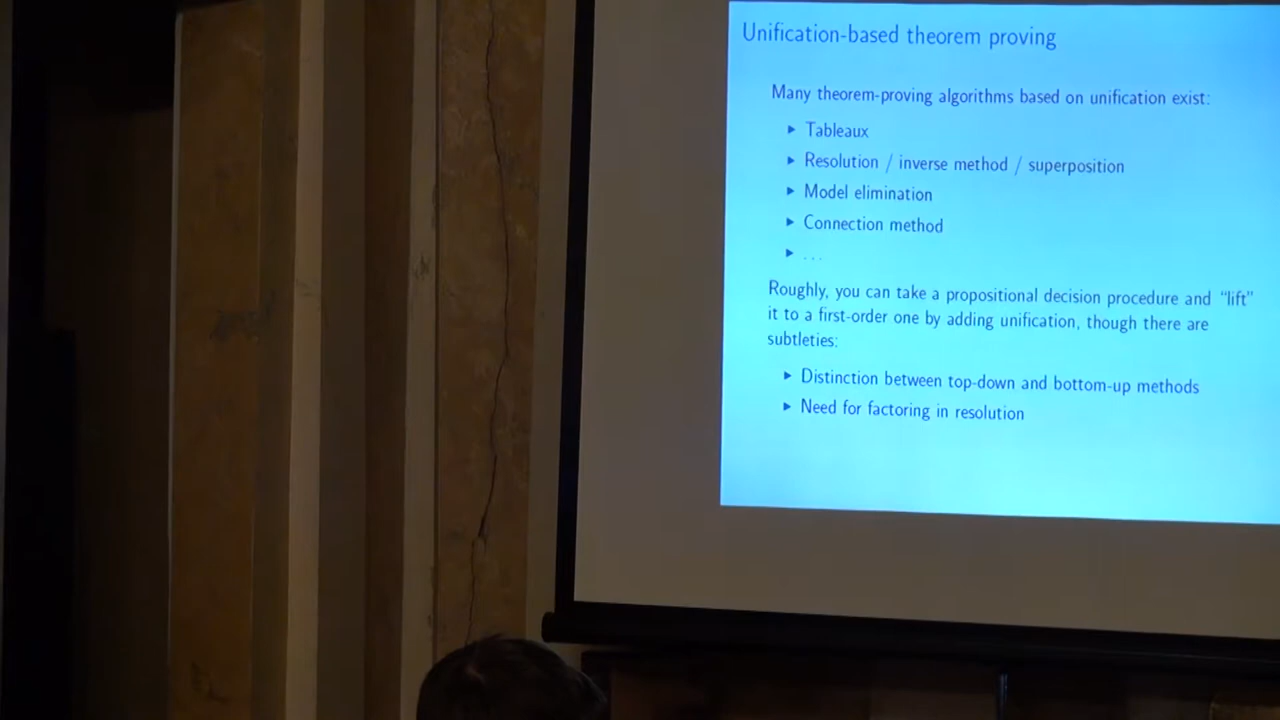 Unification-based theorem proving
Many theorem-proving algorithms based on unification exist:
▶ Tableaux
▶ Resolution / inverse method / superposition
▶ Model elimination
▶ Connection method
▶ ...
Roughly, you can take a propositional decision procedure and “lift”
it to a first-order one by adding unification, though there are
subtleties:
▶ Distinction between top-down and bottom-up methods
▶ Need for factoring in resolution